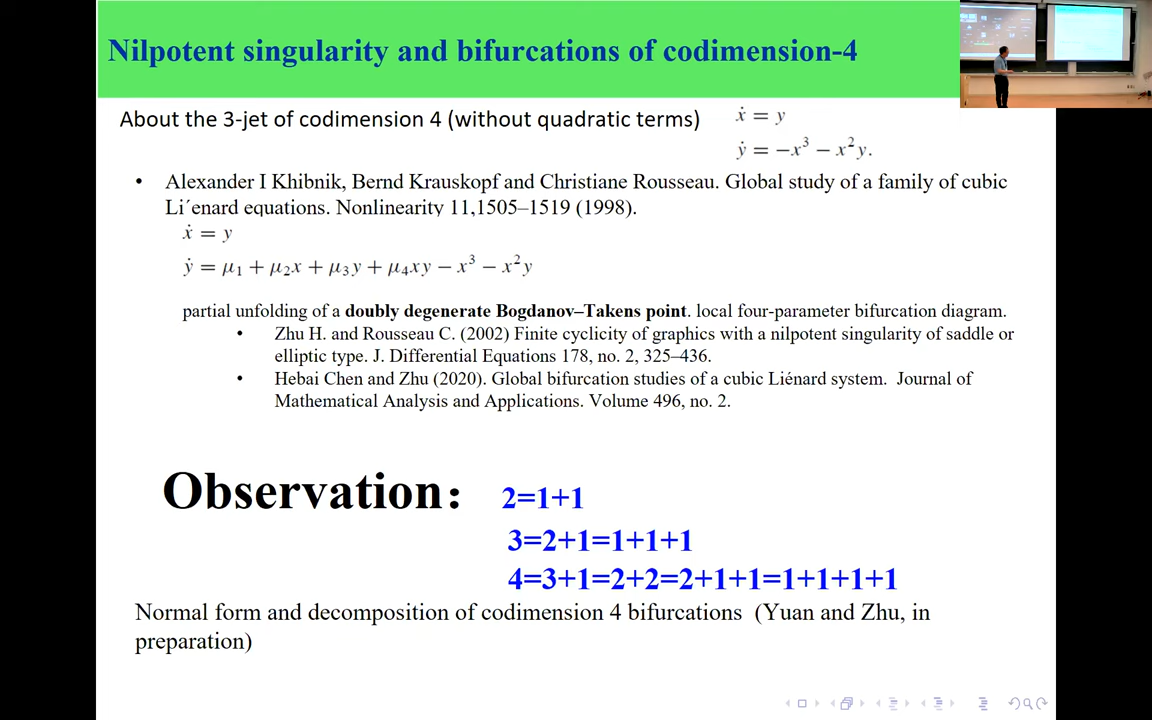 Nilpotent singularity and bifurcations of codimension-4
About the 3-jet of codimension 4 (without quadratic terms)
ẋ = y
ẏ = −x³ − x²y.
• Alexander I Khibnik, Bernd Krauskopf and Christiane Rousseau. Global study of a family of cubic
Li´enard equations. Nonlinearity 11,1505–1519 (1998).
ẋ = y
ẏ = μ₁ + μ₂x + μ₃y + μ₄xy − x³ − x²y
partial unfolding of a doubly degenerate Bogdanov–Takens point. local four-parameter bifurcation diagram.
• Zhu H. and Rousseau C. (2002) Finite cyclicity of graphics with a nilpotent singularity of saddle or
elliptic type. J. Differential Equations 178, no. 2, 325–436.
• Hebai Chen and Zhu (2020). Global bifurcation studies of a cubic Liénard system. Journal of
Mathematical Analysis and Applications. Volume 496, no. 2.
Observation: 2=1+1
3=2+1=1+1+1
4=3+1=2+2=2+1+1=1+1+1+1
Normal form and decomposition of codimension 4 bifurcations (Yuan and Zhu, in
preparation)